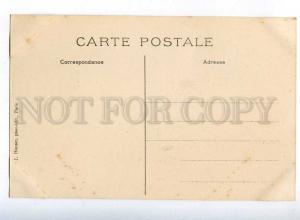 CARTE POSTALE
Correspondance
Adresse
NOT FOR COPY